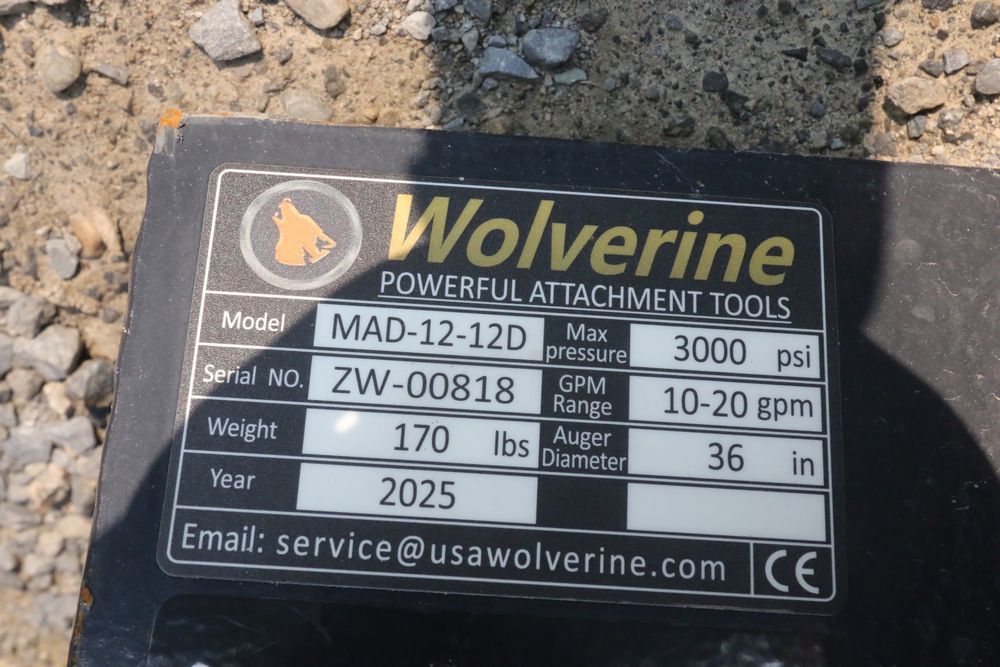 Wolverine
POWERFUL ATTACHMENT TOOLS
Model MAD-12-12D Max pressure 3000 psi
Serial NO. ZW-00818 GPM Range 10-20 gpm
Weight 170 lbs Auger Diameter 36 in
Year 2025
Email: service@usawolverine.com CE